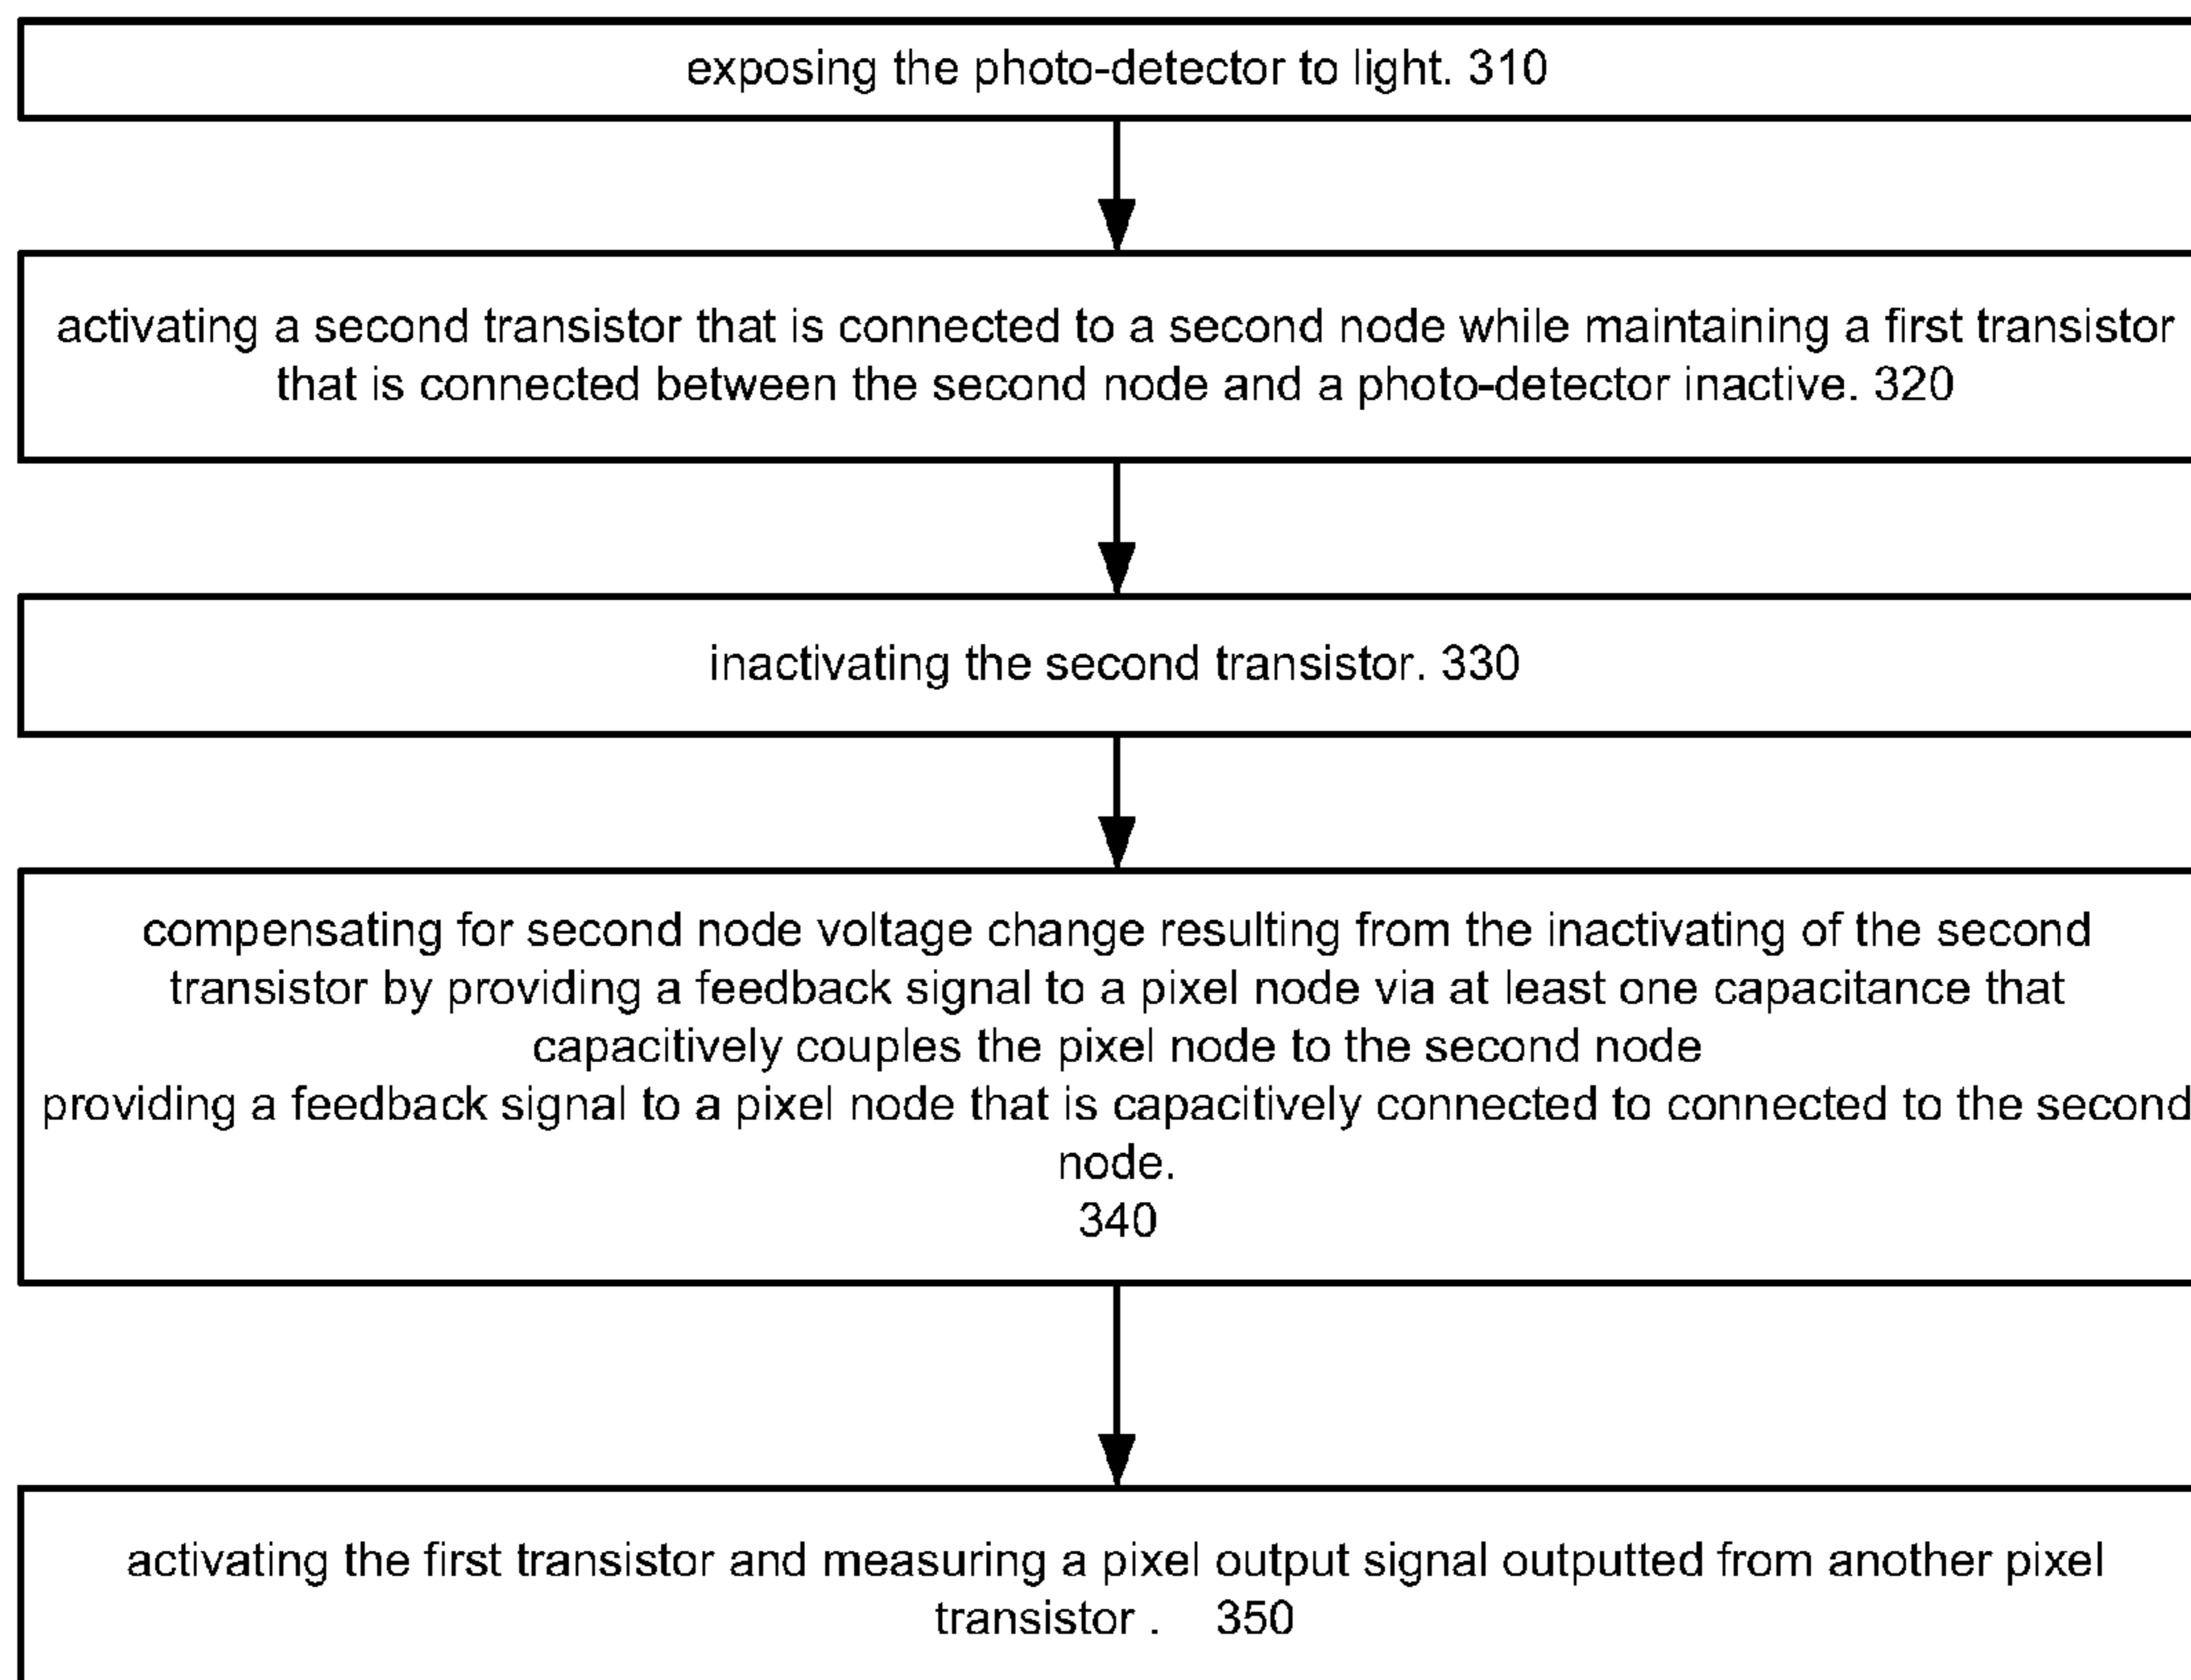 exposing the photo-detector to light. 310
activating a second transistor that is connected to a second node while maintaining a first transistor
that is connected between the second node and a photo-detector inactive. 320
inactivating the second transistor. 330
compensating for second node voltage change resulting from the inactivating of the second
transistor by providing a feedback signal to a pixel node via at least one capacitance that
capacitively couples the pixel node to the second node
providing a feedback signal to a pixel node that is capacitively connected to connected to the second
node.
340
activating the first transistor and measuring a pixel output signal outputted from another pixel
transistor . 350